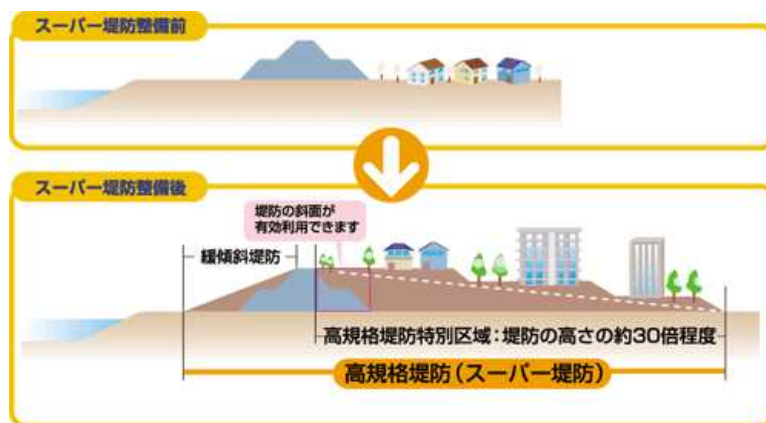 スーパー堤防整備前
スーパー堤防整備後
堤防の斜面が
有効利用できます
緩傾斜堤防
高規格堤防特別区域：堤防の高さの約30倍程度
高規格堤防（スーパー堤防）